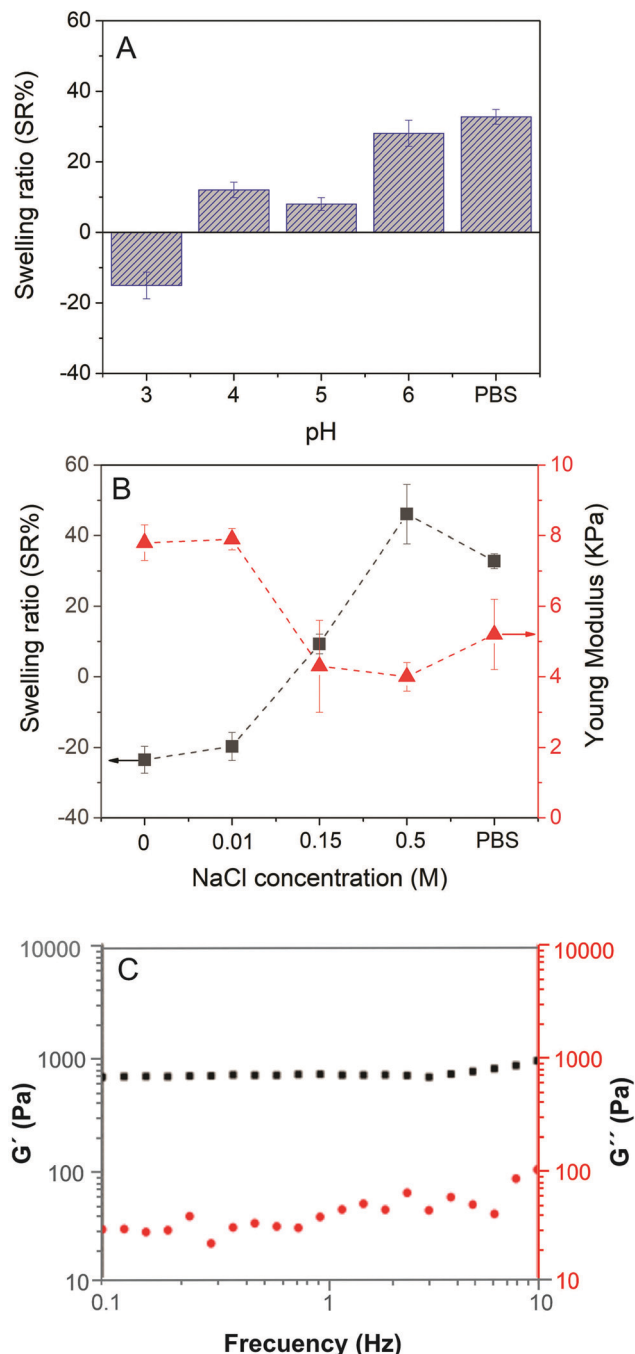 A
Swelling ratio (SR%)
60
40
20
0
-20
-40
3 4 5 6 PBS
pH
B
Swelling ratio (SR%)
60
40
20
0
-20
-40
10
8
6
4
2
0
Young Modulus (KPa)
0 0.01 0.15 0.5 PBS
NaCl concentration (M)
C
G´ (Pa)
10000
1000
100
10
10000
1000
100
10
G´´ (Pa)
0.1 1 10
Frecuency (Hz)